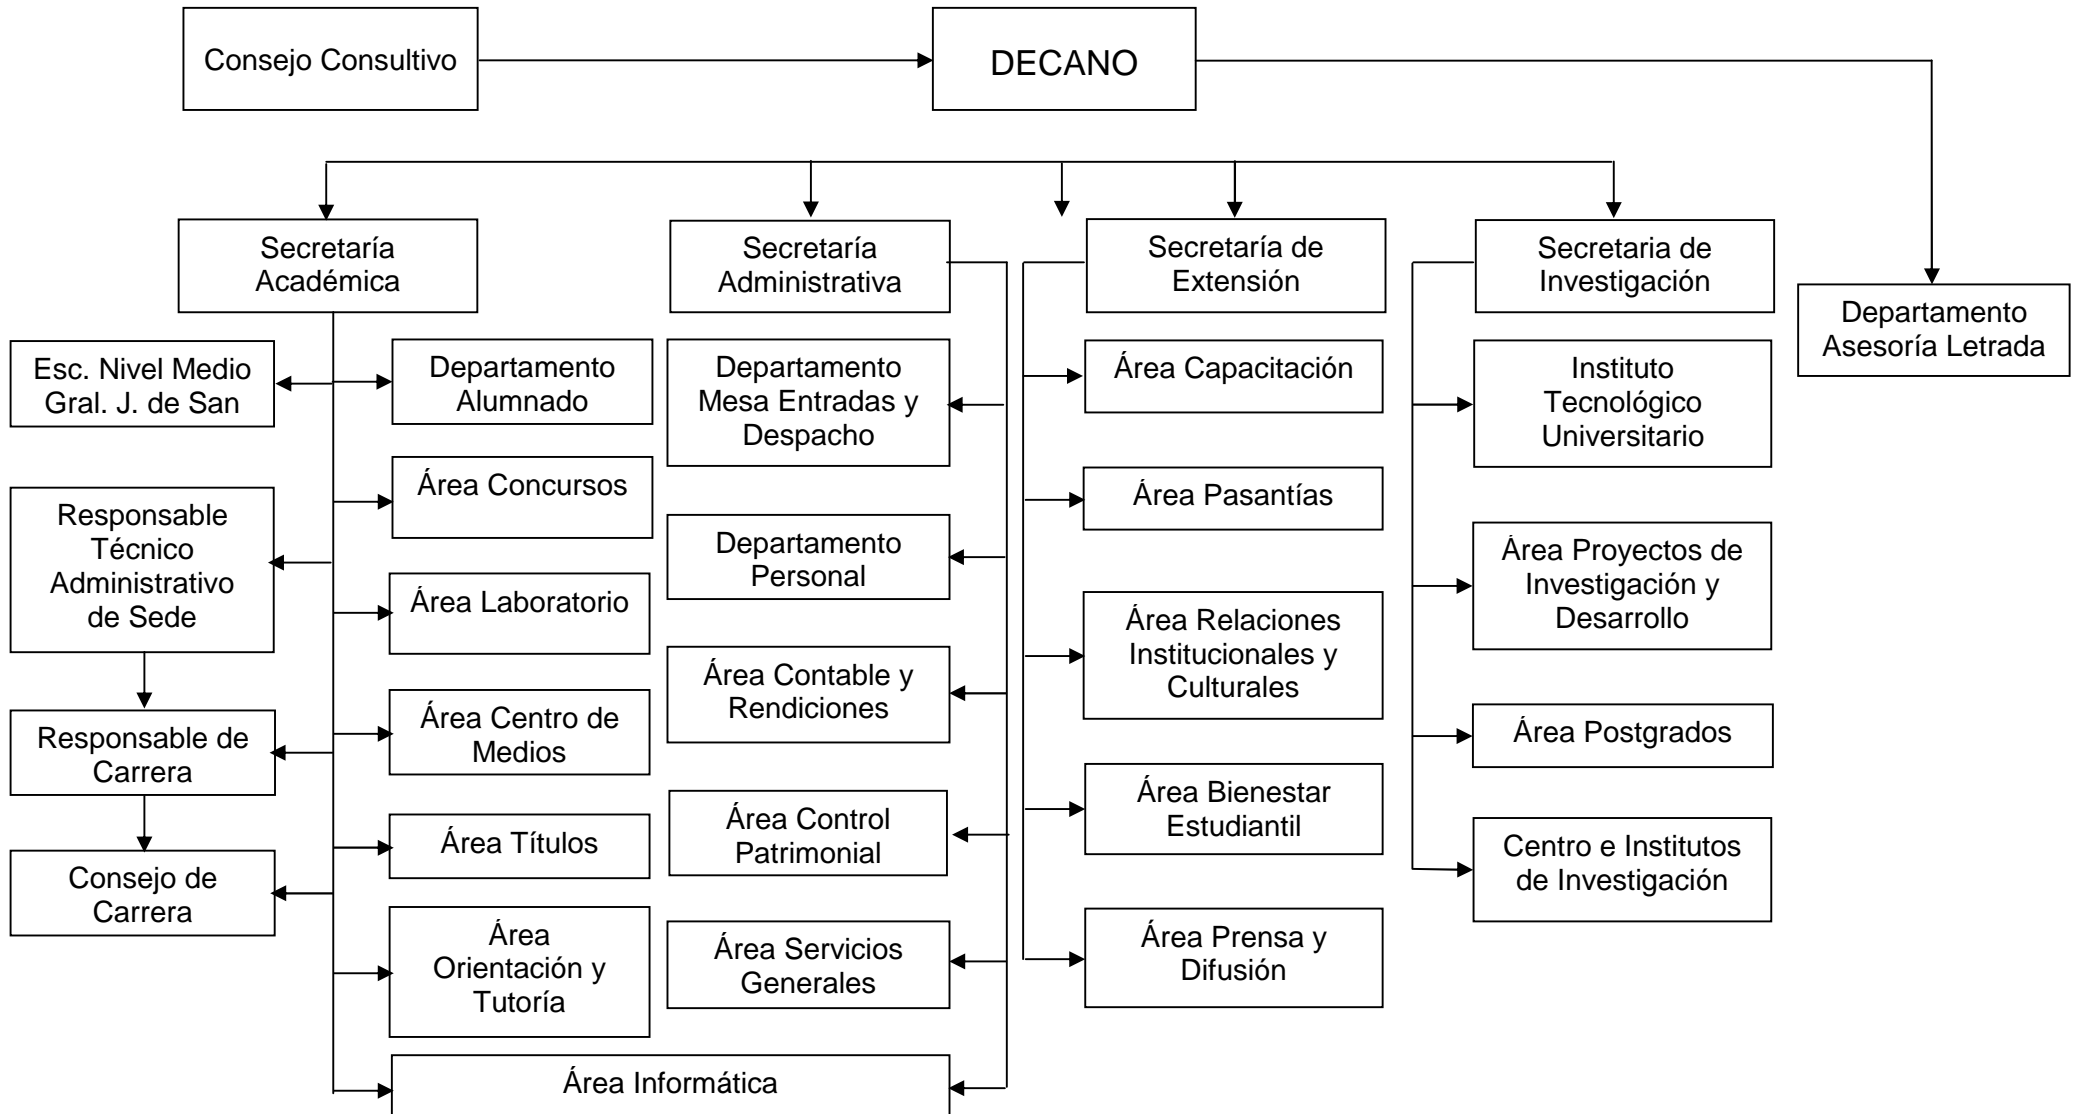 Consejo Consultivo
DECANO
Secretaría
Académica
Secretaría
Administrativa
Secretaría de
Extensión
Secretaria de
Investigación
Departamento
Asesoría Letrada
Esc. Nivel Medio
Gral. J. de San
Responsable
Técnico
Administrativo
de Sede
Responsable de
Carrera
Consejo de
Carrera
Departamento
Alumnado
Área Concursos
Área Laboratorio
Área Centro de
Medios
Área Títulos
Área
Orientación y
Tutoría
Área Informática
Departamento
Mesa Entradas y
Despacho
Departamento
Personal
Área Contable y
Rendiciones
Área Control
Patrimonial
Área Servicios
Generales
Área Capacitación
Área Pasantías
Área Relaciones
Institucionales y
Culturales
Área Bienestar
Estudiantil
Área Prensa y
Difusión
Instituto
Tecnológico
Universitario
Área Proyectos de
Investigación y
Desarrollo
Área Postgrados
Centro e Institutos
de Investigación